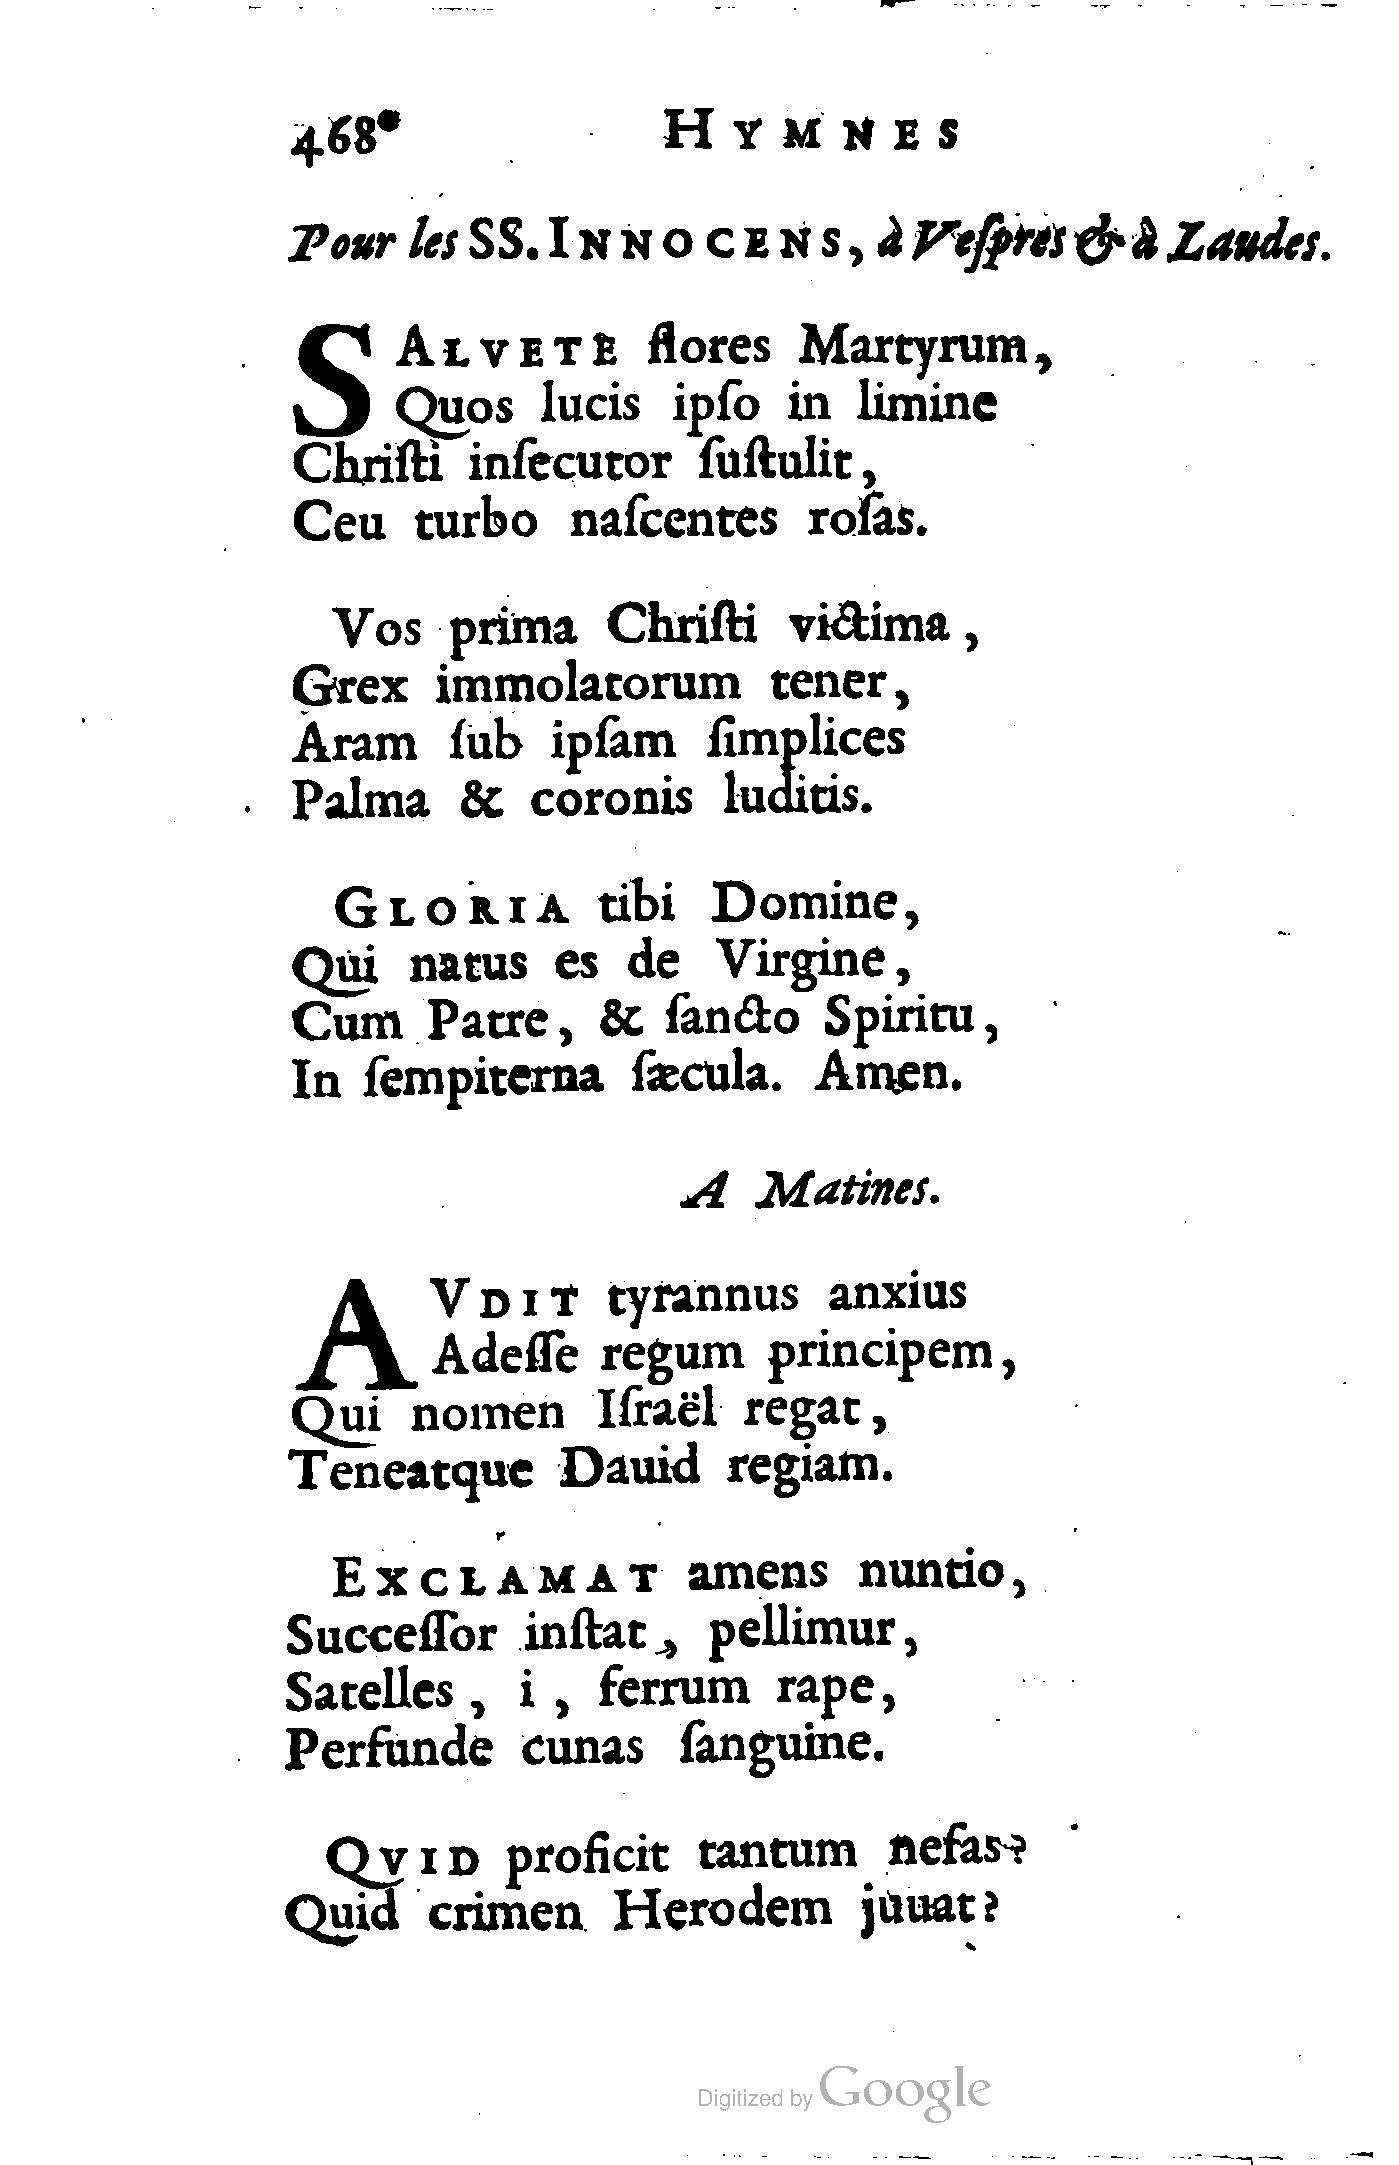 468 HYMNES
Pour les SS. INNOCENS, à Veſpres & à Laudes.
SALVETE flores Martyrum,
Quos lucis ipſo in limine
Chriſti inſecutor ſuſtulit,
Ceu turbo naſcentes roſas.
Vos prima Chriſti victima,
Grex immolatorum tener,
Aram ſub ipſam ſimplices
Palma & coronis luditis.
GLORIA tibi Domine,
Qui natus es de Virgine,
Cum Patre, & ſancto Spiritu,
In ſempiterna ſæcula. Amen.
A Matines.
AVDIT tyrannus anxius
Adeſſe regum principem,
Qui nomen Iſraël regat,
Teneatque Dauid regiam.
EXCLAMAT amens nuntio,
Succeſſor inſtat, pellimur,
Satelles, i, ferrum rape,
Perfunde cunas ſanguine.
QVID proficit tantum nefas?
Quid crimen Herodem juuat?
Digitized by Google